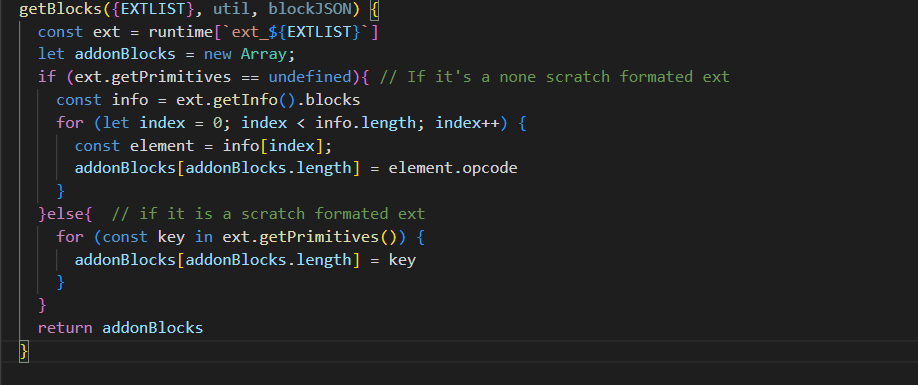 getBlocks({EXTLIST}, util, blockJSON) {
const ext = runtime[`ext_${EXTLIST}`]
let addonBlocks = new Array;
if (ext.getPrimitives == undefined){ // If it's a none scratch formated ext
const info = ext.getInfo().blocks
for (let index = 0; index < info.length; index++) {
const element = info[index];
addonBlocks[addonBlocks.length] = element.opcode
}
}else{  // if it is a scratch formated ext
for (const key in ext.getPrimitives()) {
addonBlocks[addonBlocks.length] = key
}
}
return addonBlocks
}